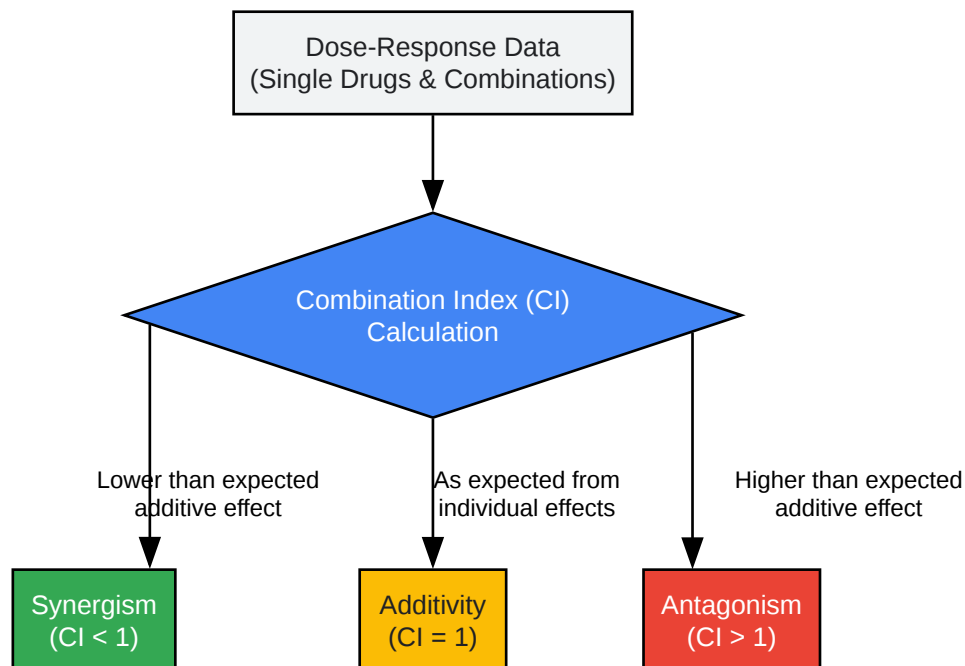 Dose-Response Data
(Single Drugs & Combinations)
Combination Index (CI)
Calculation
Lower than expected
additive effect
As expected from
individual effects
Higher than expected
additive effect
Synergism
(CI < 1)
Additivity
(CI = 1)
Antagonism
(CI > 1)